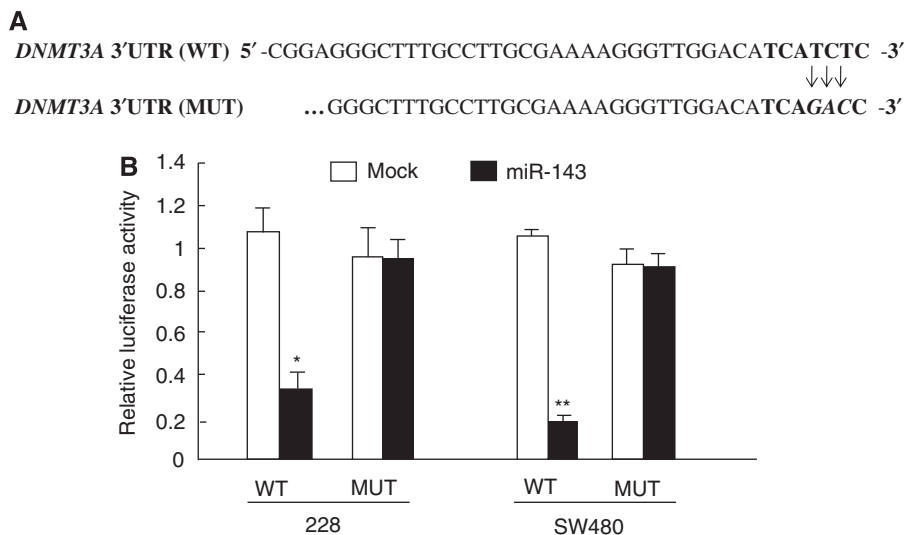 A
DNMT3A 3′UTR (WT) 5′ -CGGAGGGCTTTGCCTTGCGAAAAGGGTTGGACATCATCTC -3′
DNMT3A 3′UTR (MUT) ...GGGCTTTGCCTTGCGAAAAGGGTTGGACATCAGACC -3′
B
Mock miR-143
Relative luciferase activity
1.4
1.2
1
0.8
0.6
0.4
0.2
0
*
**
WT MUT WT MUT
228 SW480